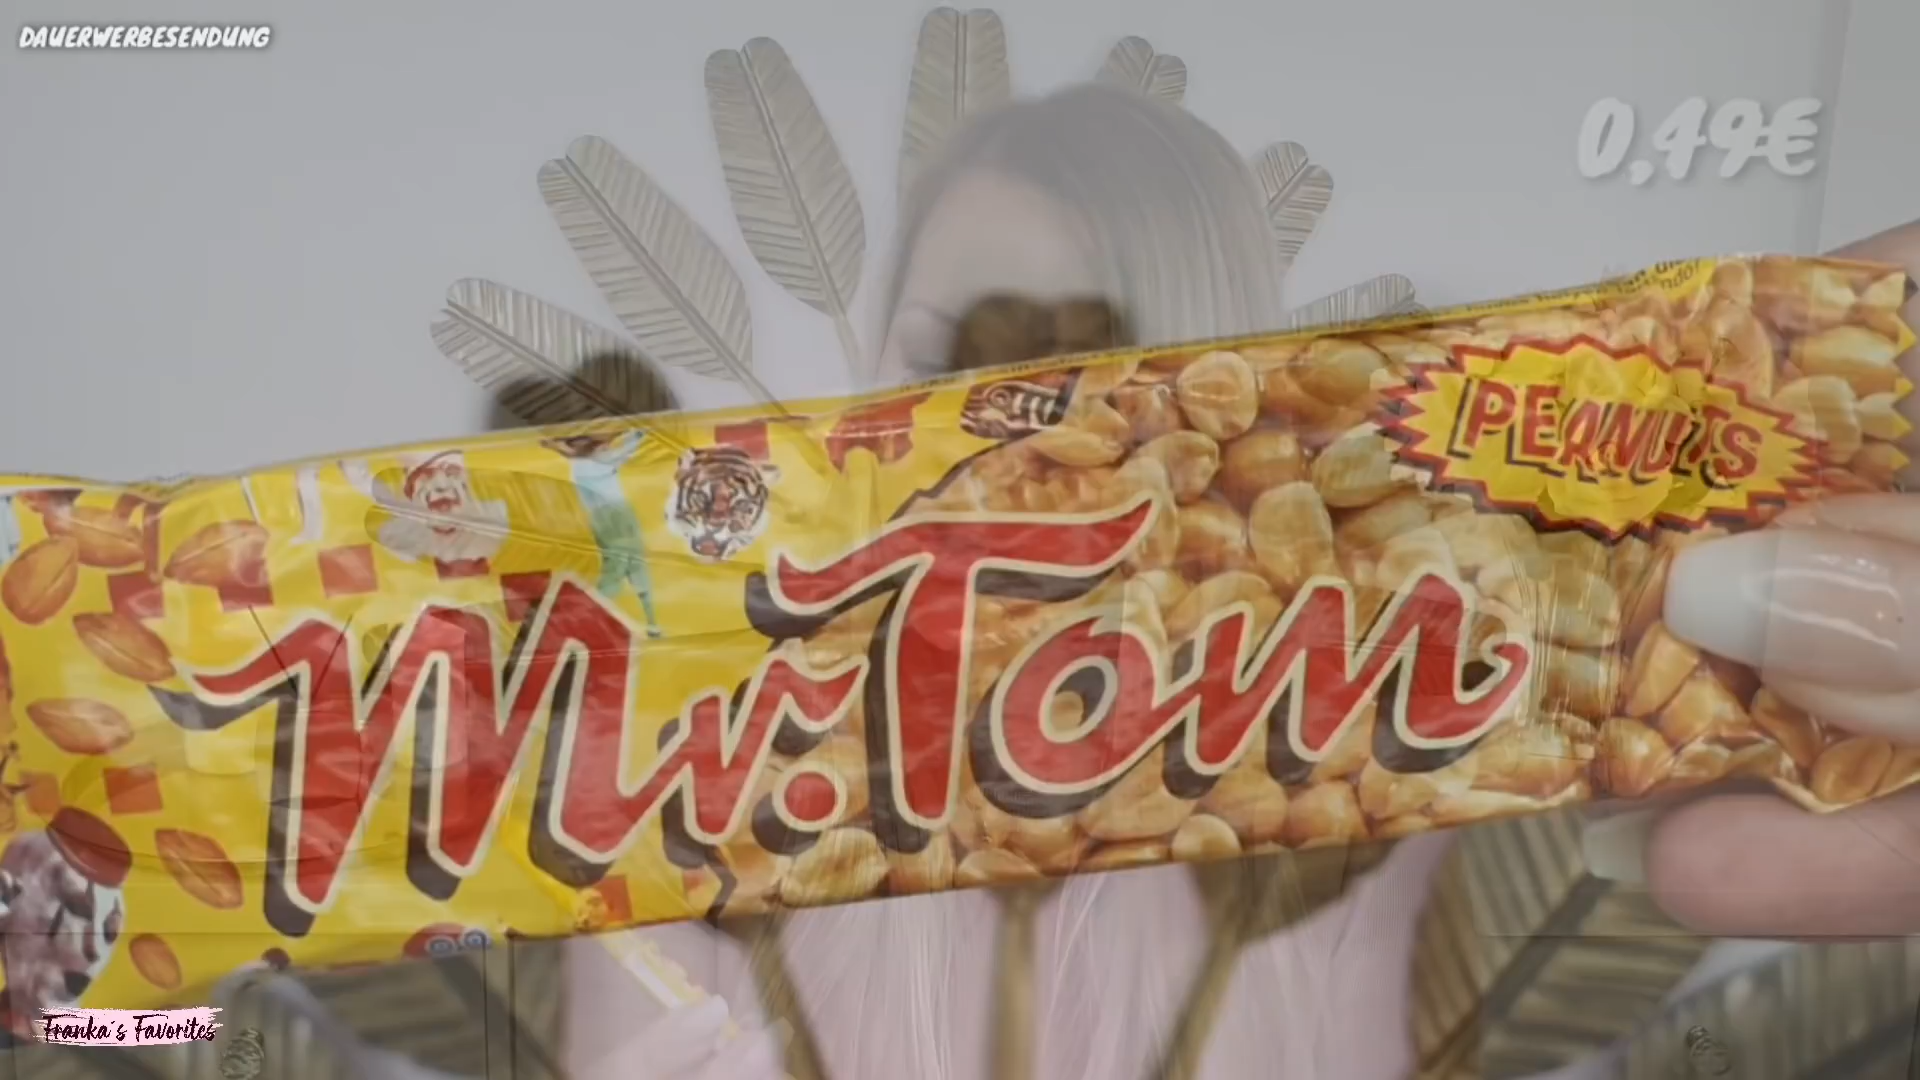 DAUERWERBESENDUNG
0,49€
PEANUTS
Mr. Tom
Franka's Favorites